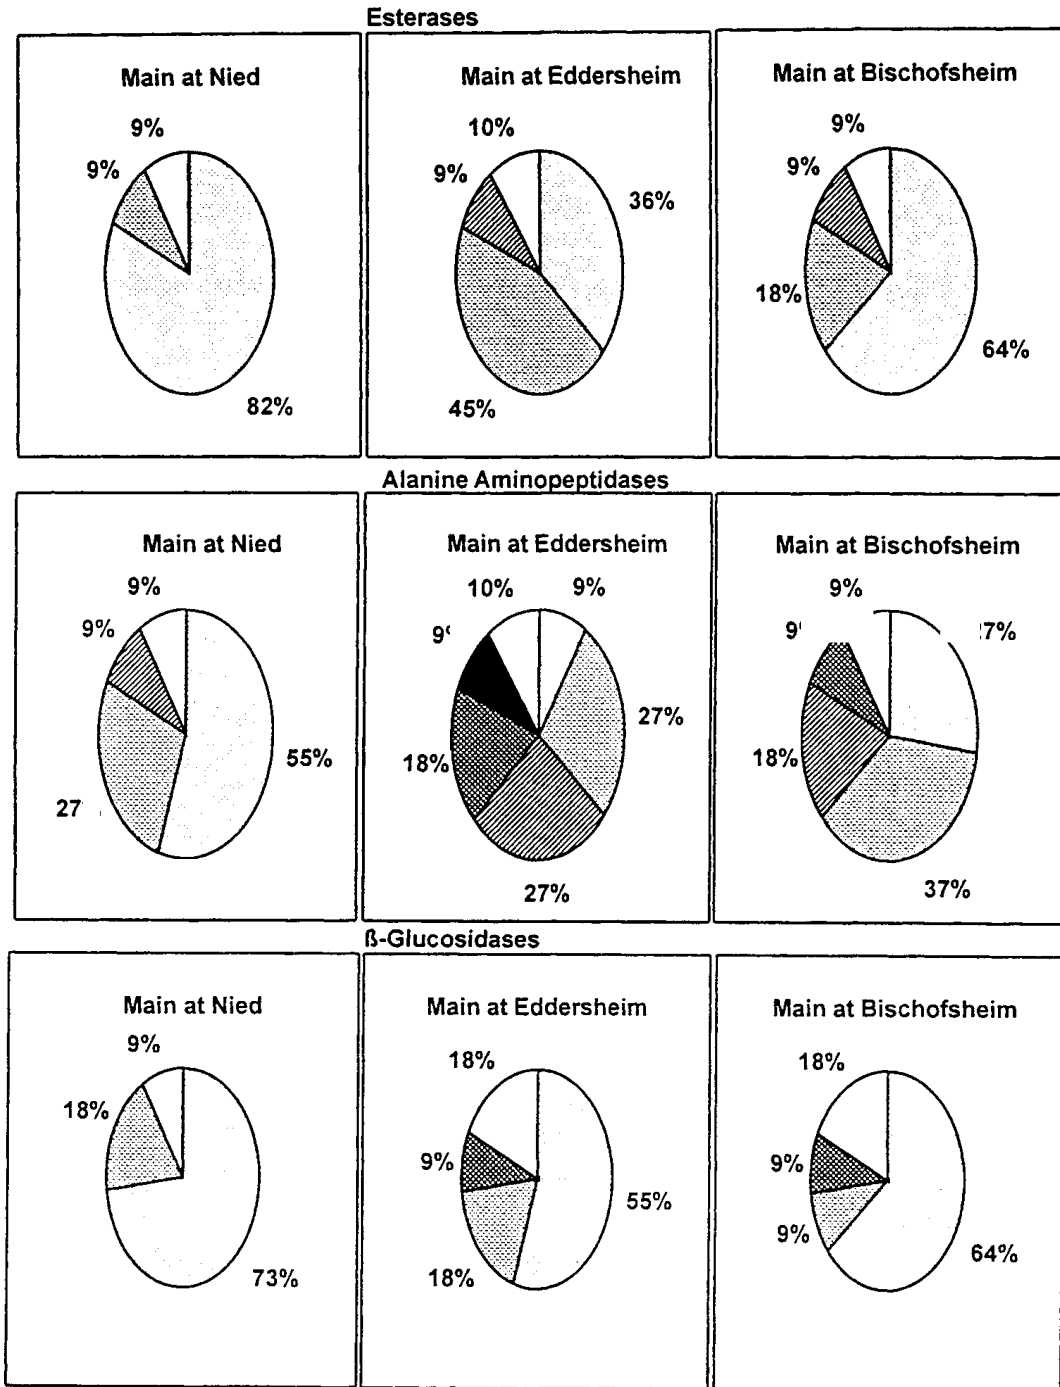 Esterases
Main at Nied
Main at Eddersheim
Main at Bischofsheim
9%
10%
9%
9%
9%
36%
9%
18%
64%
82%
45%
Alanine Aminopeptidases
Main at Nied
Main at Eddersheim
Main at Bischofsheim
9%
10%
9%
9%
9%
27%
55%
18%
18%
27
27%
37%
ß-Glucosidases
Main at Nied
Main at Eddersheim
Main at Bischofsheim
9%
18%
18%
18%
9%
9%
55%
9%
64%
73%
18%